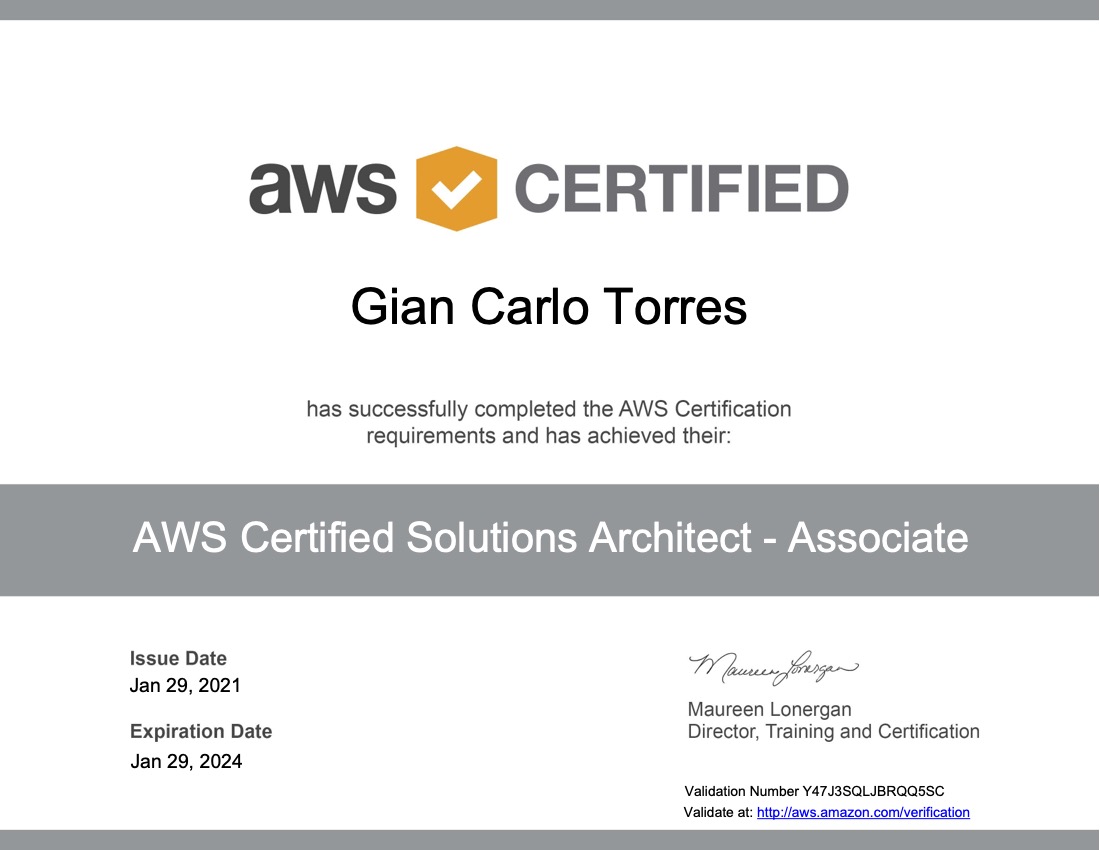 aws CERTIFIED
Gian Carlo Torres
has successfully completed the AWS Certification
requirements and has achieved their:
AWS Certified Solutions Architect - Associate
Issue Date
Jan 29, 2021
Expiration Date
Jan 29, 2024
Maureen Lonergan
Maureen Lonergan
Director, Training and Certification
Validation Number Y47J3SQLJBRQQ5SC
Validate at: http://aws.amazon.com/verification